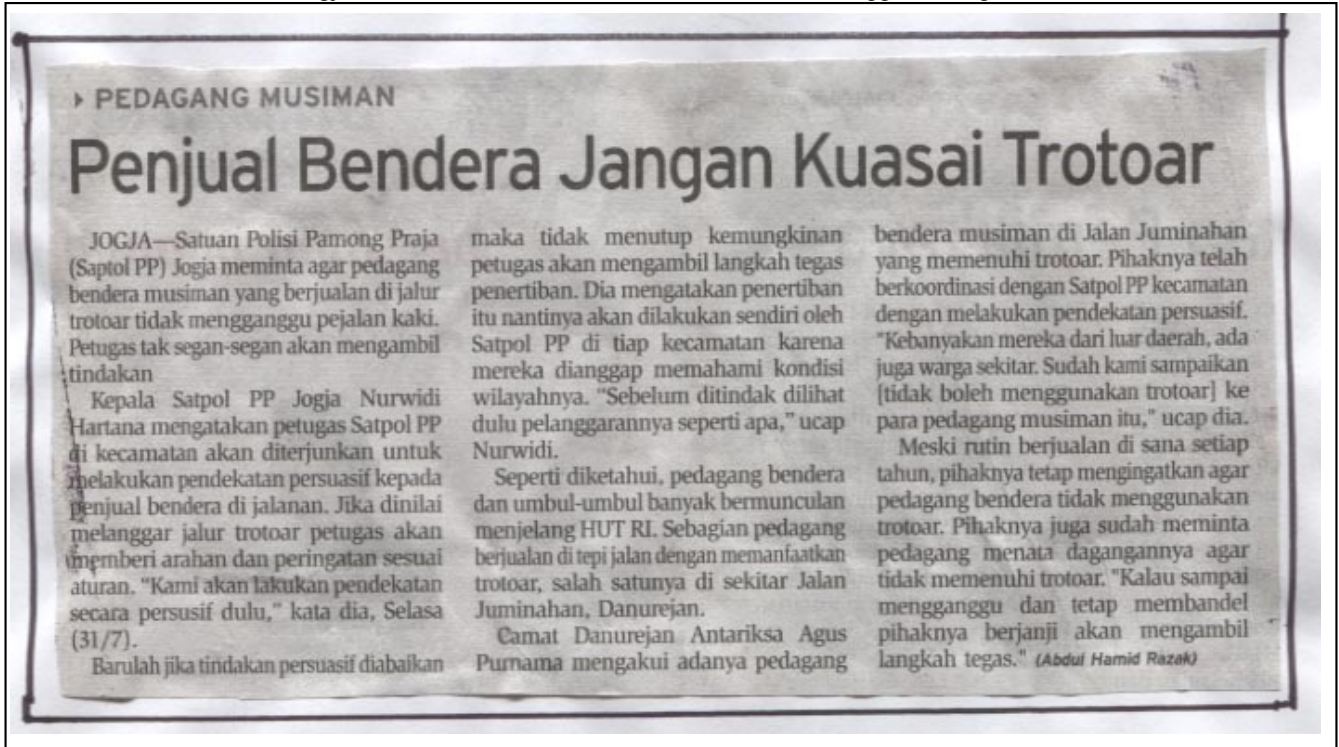 PEDAGANG MUSIMAN
Penjual Bendera Jangan Kuasai Trotoar
JOGJA—Satuan Polisi Pamong Praja
(Saptol PP) Jogja meminta agar pedagang
bendera musiman yang berjualan di jalur
trotoar tidak mengganggu pejalan kaki.
Petugas tak segan-segan akan mengambil
tindakan
Kepala Satpol PP Jogja Nurwidi
Hartana mengatakan petugas Satpol PP
di kecamatan akan diterjunkan untuk
melakukan pendekatan persuasif kepada
penjual bendera di jalanan. Jika dinilai
melanggar jalur trotoar petugas akan
memberi arahan dan peringatan sesuai
aturan. "Kami akan lakukan pendekatan
secara persusif dulu," kata dia, Selasa
(31/7).
Barulah jika tindakan persuasif diabaikan
maka tidak menutup kemungkinan
petugas akan mengambil langkah tegas
penertiban. Dia mengatakan penertiban
itu nantinya akan dilakukan sendiri oleh
Satpol PP di tiap kecamatan karena
mereka dianggap memahami kondisi
wilayahnya. "Sebelum ditindak dilihat
dulu pelanggarannya seperti apa," ucap
Nurwidi.
Seperti diketahui, pedagang bendera
dan umbul-umbul banyak bermunculan
menjelang HUT RI. Sebagian pedagang
berjualan di tepi jalan dengan memanfaatkan
trotoar, salah satunya di sekitar Jalan
Juminahan, Danurejan.
Camat Danurejan Antariksa Agus
Purnama mengakui adanya pedagang
bendera musiman di Jalan Juminahan
yang memenuhi trotoar. Pihaknya telah
berkoordinasi dengan Satpol PP kecamatan
dengan melakukan pendekatan persuasif.
"Kebanyakan mereka dari luar daerah, ada
juga warga sekitar. Sudah kami sampaikan
[tidak boleh menggunakan trotoar] ke
para pedagang musiman itu," ucap dia.
Meski rutin berjualan di sana setiap
tahun, pihaknya tetap mengingatkan agar
pedagang bendera tidak menggunakan
trotoar. Pihaknya juga sudah meminta
pedagang menata dagangannya agar
tidak memenuhi trotoar. "Kalau sampai
mengganggu dan tetap membandel
pihaknya berjanji akan mengambil
langkah tegas." (Abdul Hamid Razak)